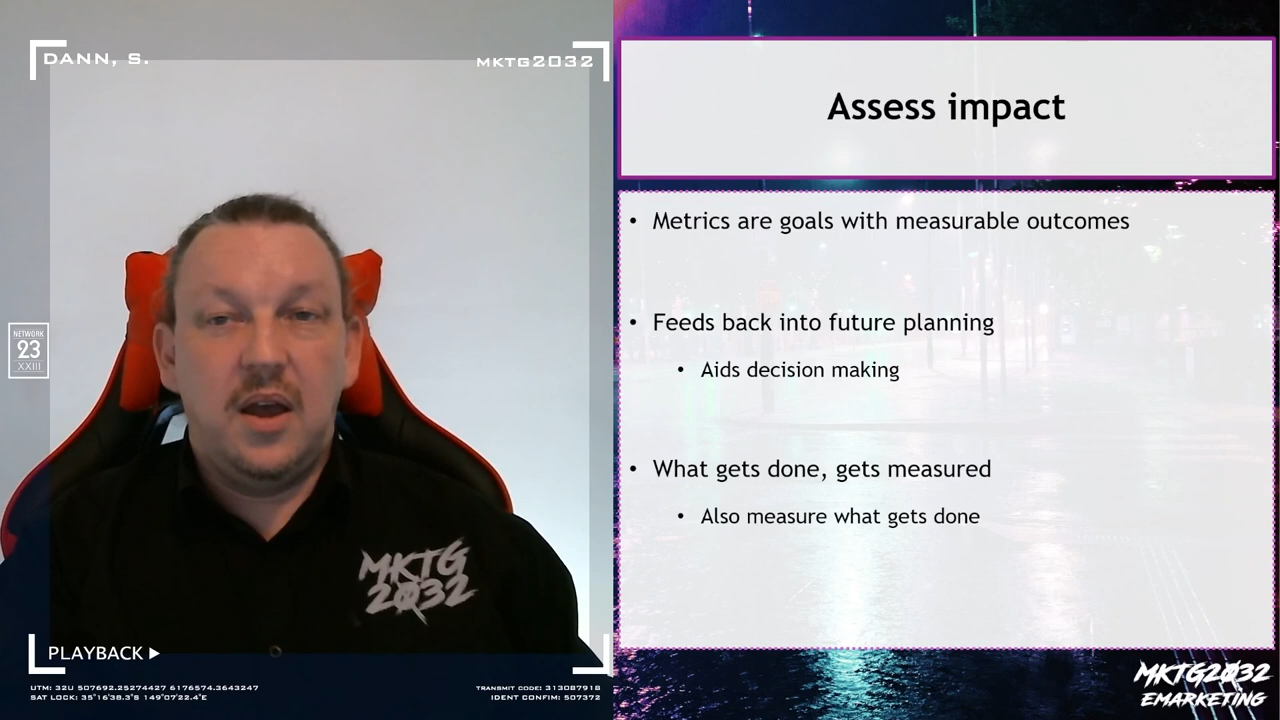 DANN, S.
MKTG2032
NETWORK
23
XXIII
MKTG
2032
PLAYBACK
UTM: 32U 507692.25274427 6176574.3643247
SAT LOCK: 35°16'38.3"S 149°07'22.4"E
TRANSMIT CODE: 313087918
IDENT CONFIM: 507372
Assess impact
• Metrics are goals with measurable outcomes
• Feeds back into future planning
• Aids decision making
• What gets done, gets measured
• Also measure what gets done
MKTG2032
EMARKETING